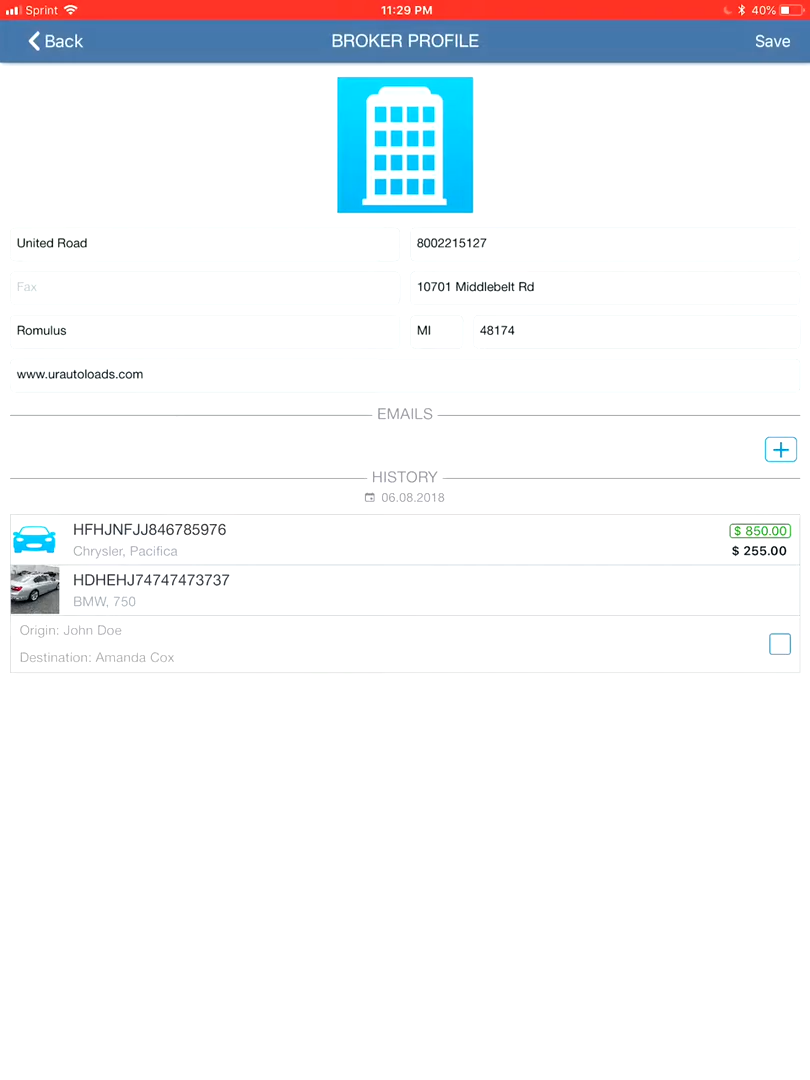 Sprint 11:29 PM 40%
Back BROKER PROFILE Save
United Road 8002215127
Fax 10701 Middlebelt Rd
Romulus MI 48174
www.urautoloads.com
EMAILS
HISTORY
06.08.2018
HFHJNFJJ846785976 $ 850.00
Chrysler, Pacifica $ 255.00
HDHEHJ74747473737
BMW, 750
Origin: John Doe
Destination: Amanda Cox